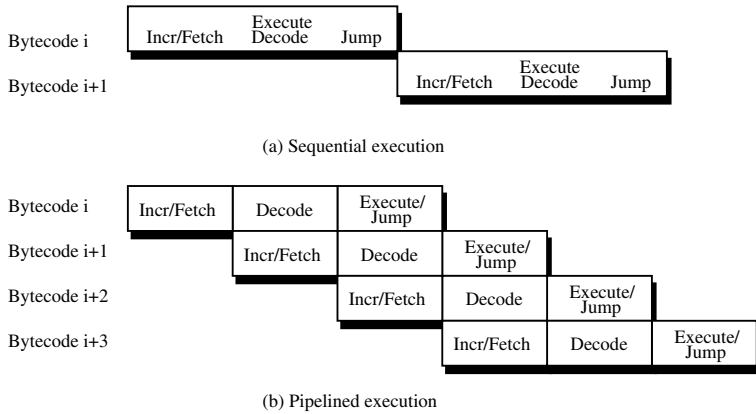 Bytecode i
Execute
Incr/Fetch Decode Jump
Bytecode i+1
Execute
Incr/Fetch Decode Jump
(a) Sequential execution
Bytecode i
Incr/Fetch Decode Execute/
Jump
Bytecode i+1
Incr/Fetch Decode Execute/
Jump
Bytecode i+2
Incr/Fetch Decode Execute/
Jump
Bytecode i+3
Incr/Fetch Decode Execute/
Jump
(b) Pipelined execution